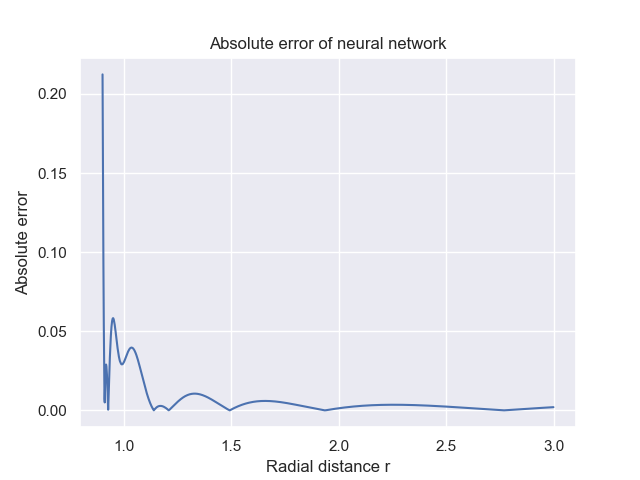 Absolute error of neural network
0.20
0.15
0.10
0.05
0.00
Absolute error
1.0 1.5 2.0 2.5 3.0
Radial distance r